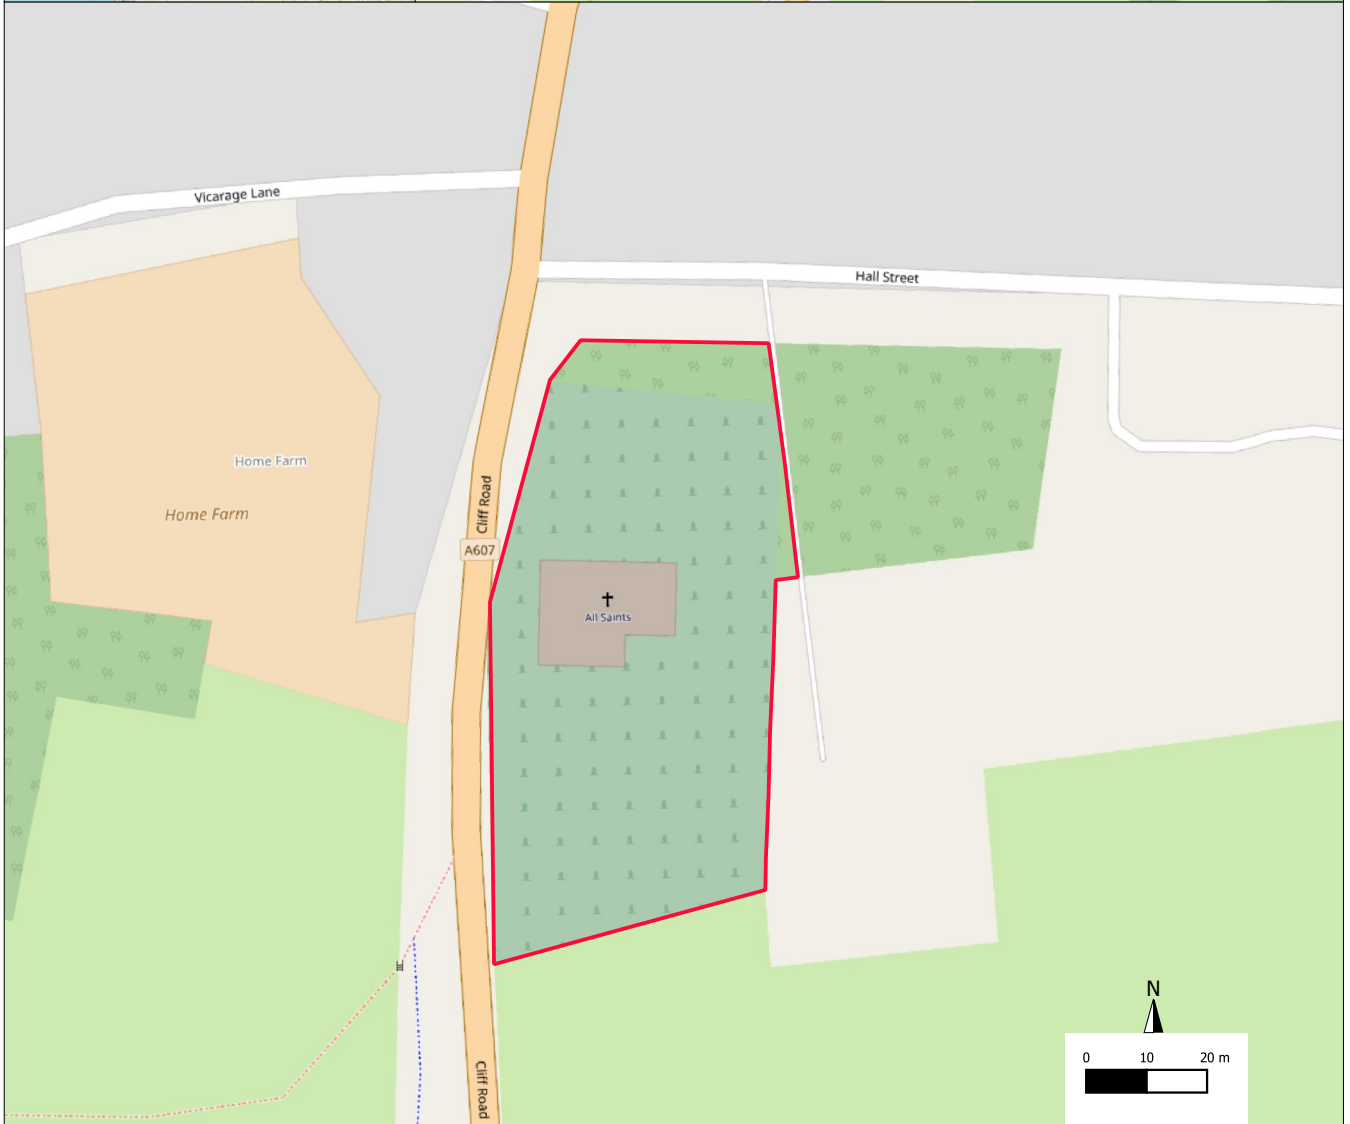 Vicarage Lane
Hall Street
Home Farm
Cliff Road
Home Farm
A607
All Saints
N
0 10 20 m
Cliff Road